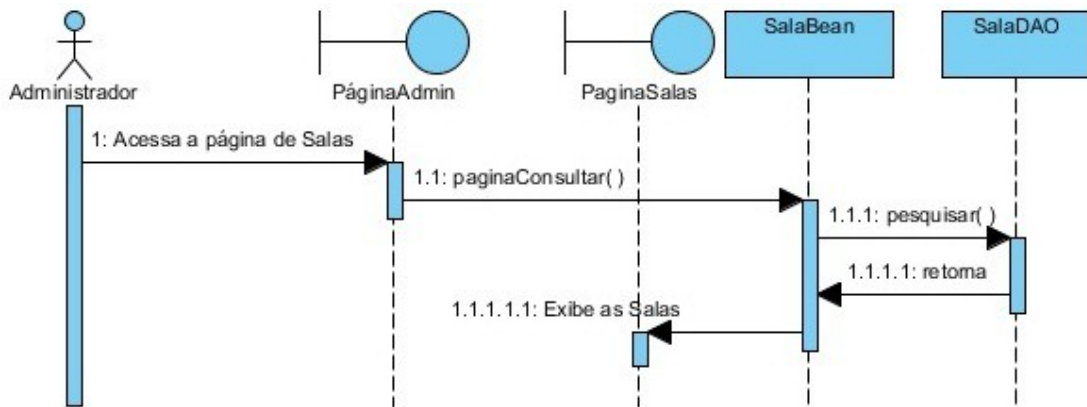 SalaBean
SalaDAO
Administrador
PáginaAdmin
PaginaSalas
1: Acessa a página de Salas
1.1: paginaConsultar( )
1.1.1: pesquisar( )
1.1.1.1: retorna
1.1.1.1.1: Exibe as Salas